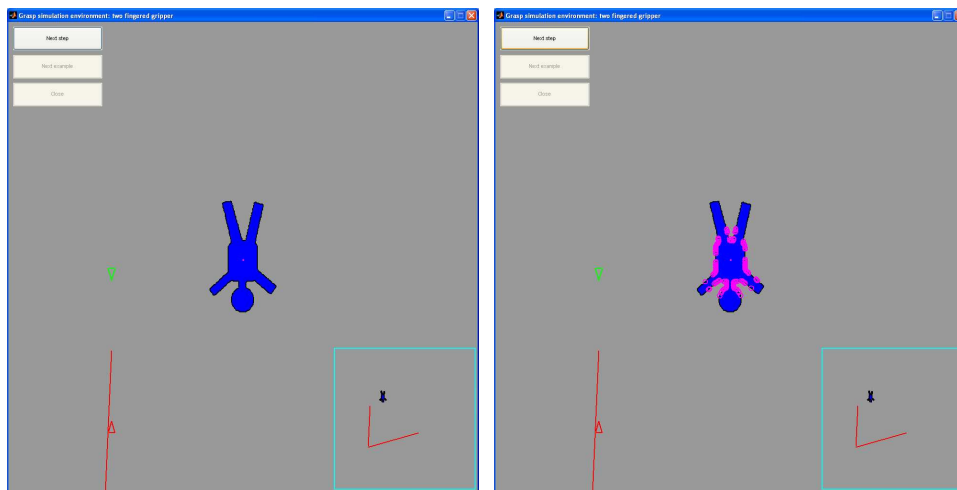 Grasp simulation environment: two fingered gripper
Next step
Next example
Close
Grasp simulation environment: two fingered gripper
Next step
Next example
Close